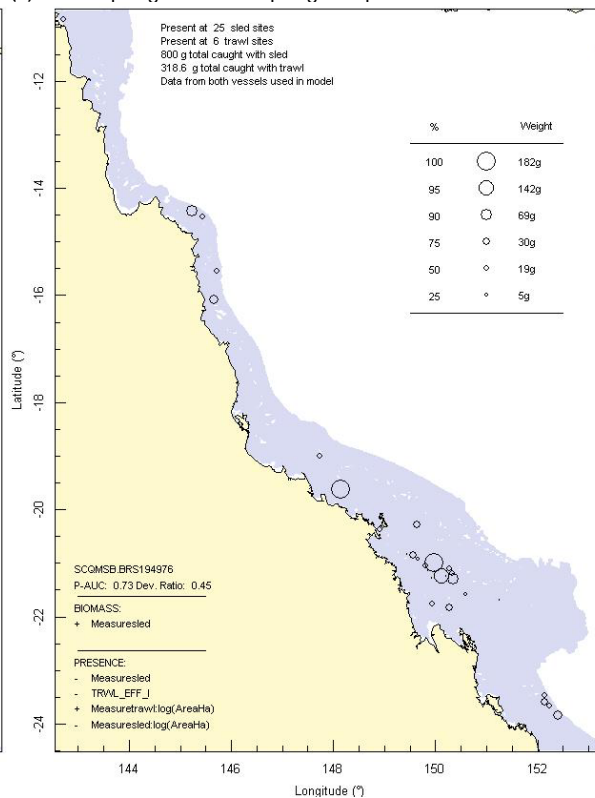 Present at 25 sled sites
Present at 6 trawl sites
800 g total caught with sled
318.6 g total caught with trawl
Data from both vessels used in model
% Weight
100 182g
95 142g
90 69g
75 30g
50 19g
25 5g
-12
-14
-16
-18
-20
-22
-24
Latitude (°)
SCQMSB.BRS194976
P-AUC: 0.73 Dev. Ratio: 0.45
BIOMASS:
+ Measuresled
PRESENCE:
- Measuresled
- TRWL_EFF_I
+ Measuretrawl:log(AreaHa)
- Measuresled:log(AreaHa)
144 146 148 150 152
Longitude (°)